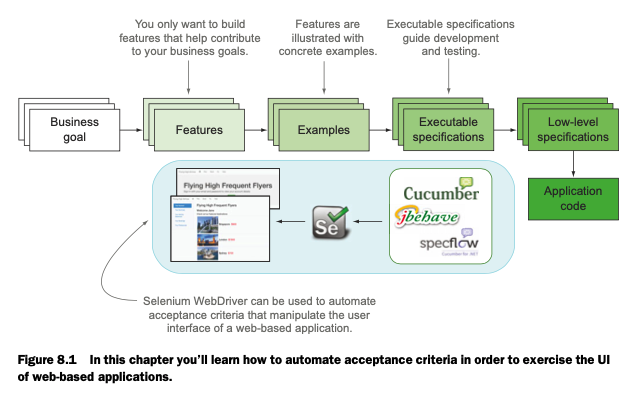 You only want to build
features that help contribute
to your business goals.
Features are
illustrated with
concrete examples.
Executable specifications
guide development
and testing.
Business
goal
Features
Examples
Executable
specifications
Low-level
specifications
Application
code
Flying High Frequent Flyers
Flying High Frequent Flyers
Se
Cucumber
jbehave
specflow
Cucumber for .NET
Selenium WebDriver can be used to automate
acceptance criteria that manipulate the user
interface of a web-based application.
Figure 8.1 In this chapter you'll learn how to automate acceptance criteria in order to exercise the UI
of web-based applications.